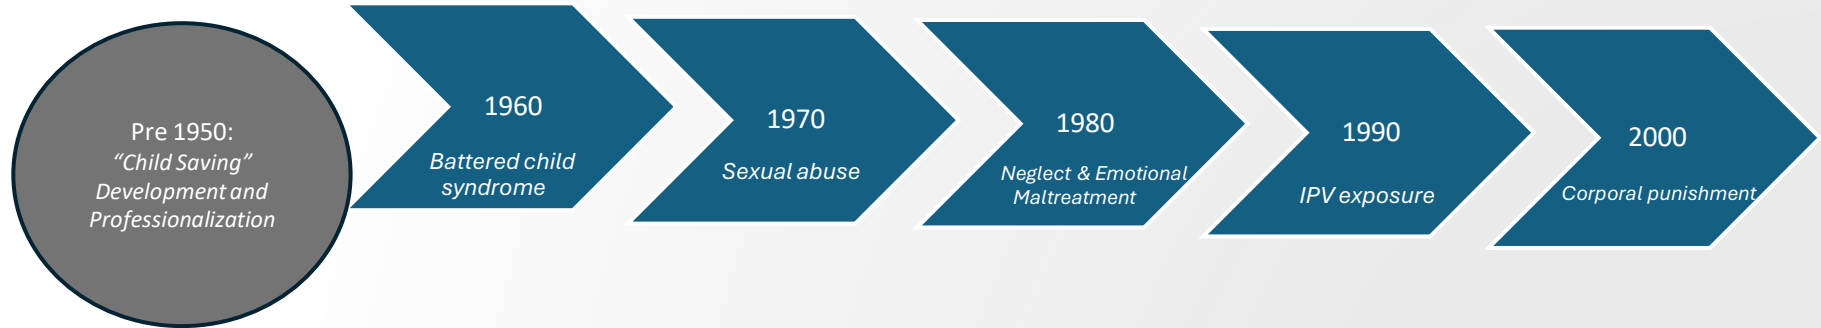 Pre 1950:
“Child Saving”
Development and
Professionalization
1960
Battered child
syndrome
1970
Sexual abuse
1980
Neglect & Emotional
Maltreatment
1990
IPV exposure
2000
Corporal punishment